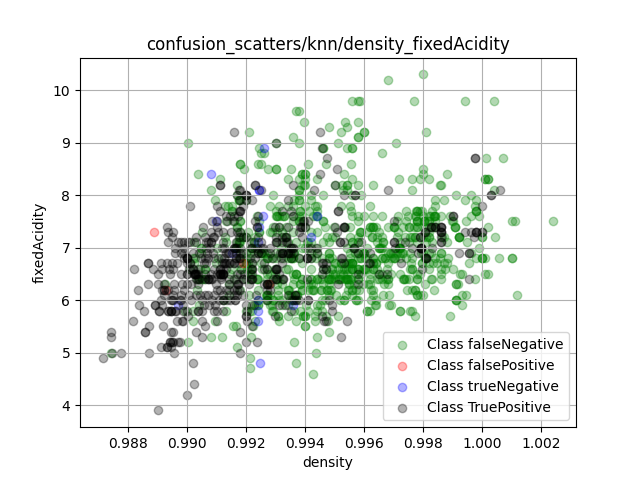 confusion_scatters/knn/density_fixedAcidity
fixedAcidity
10
9
8
7
6
5
4
Class falseNegative
Class falsePositive
Class trueNegative
Class TruePositive
0.988 0.990 0.992 0.994 0.996 0.998 1.000 1.002
density